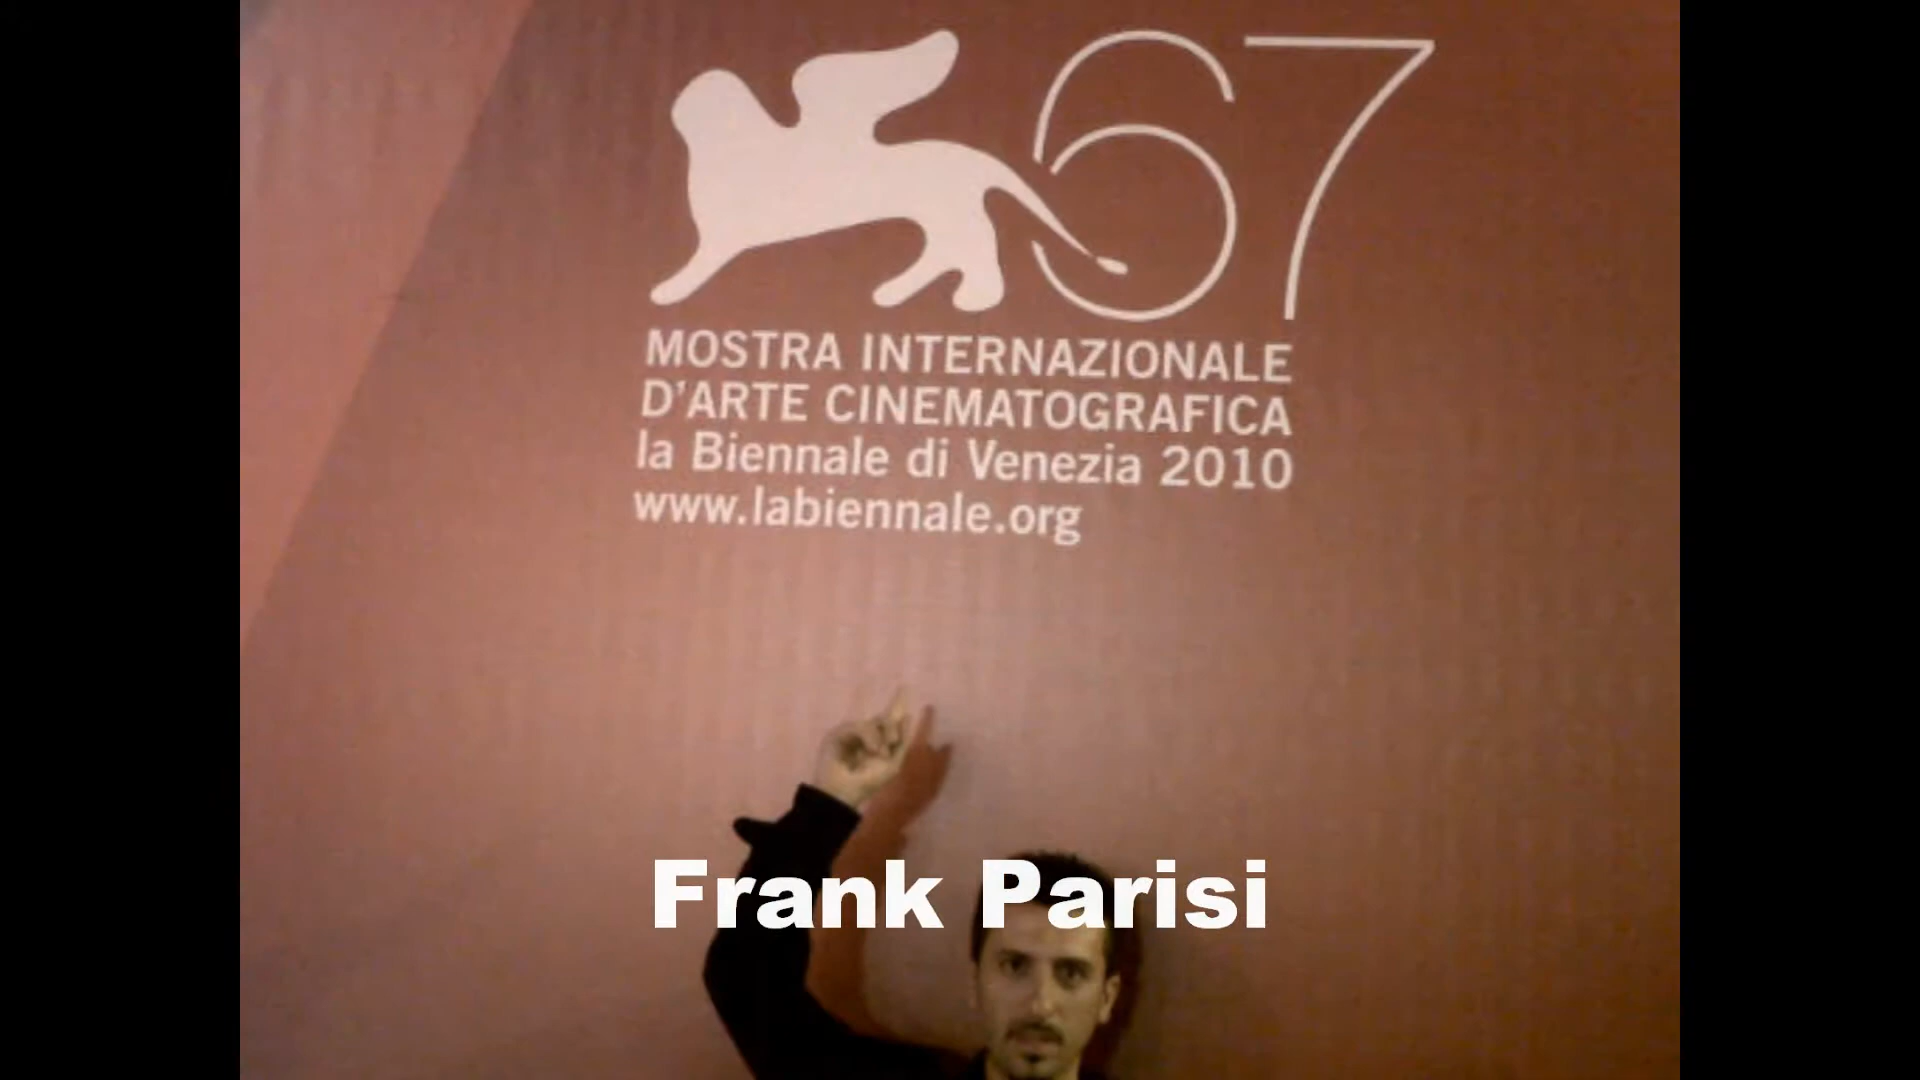 67
MOSTRA INTERNAZIONALE
D'ARTE CINEMATOGRAFICA
la Biennale di Venezia 2010
www.labiennale.org
Frank Parisi